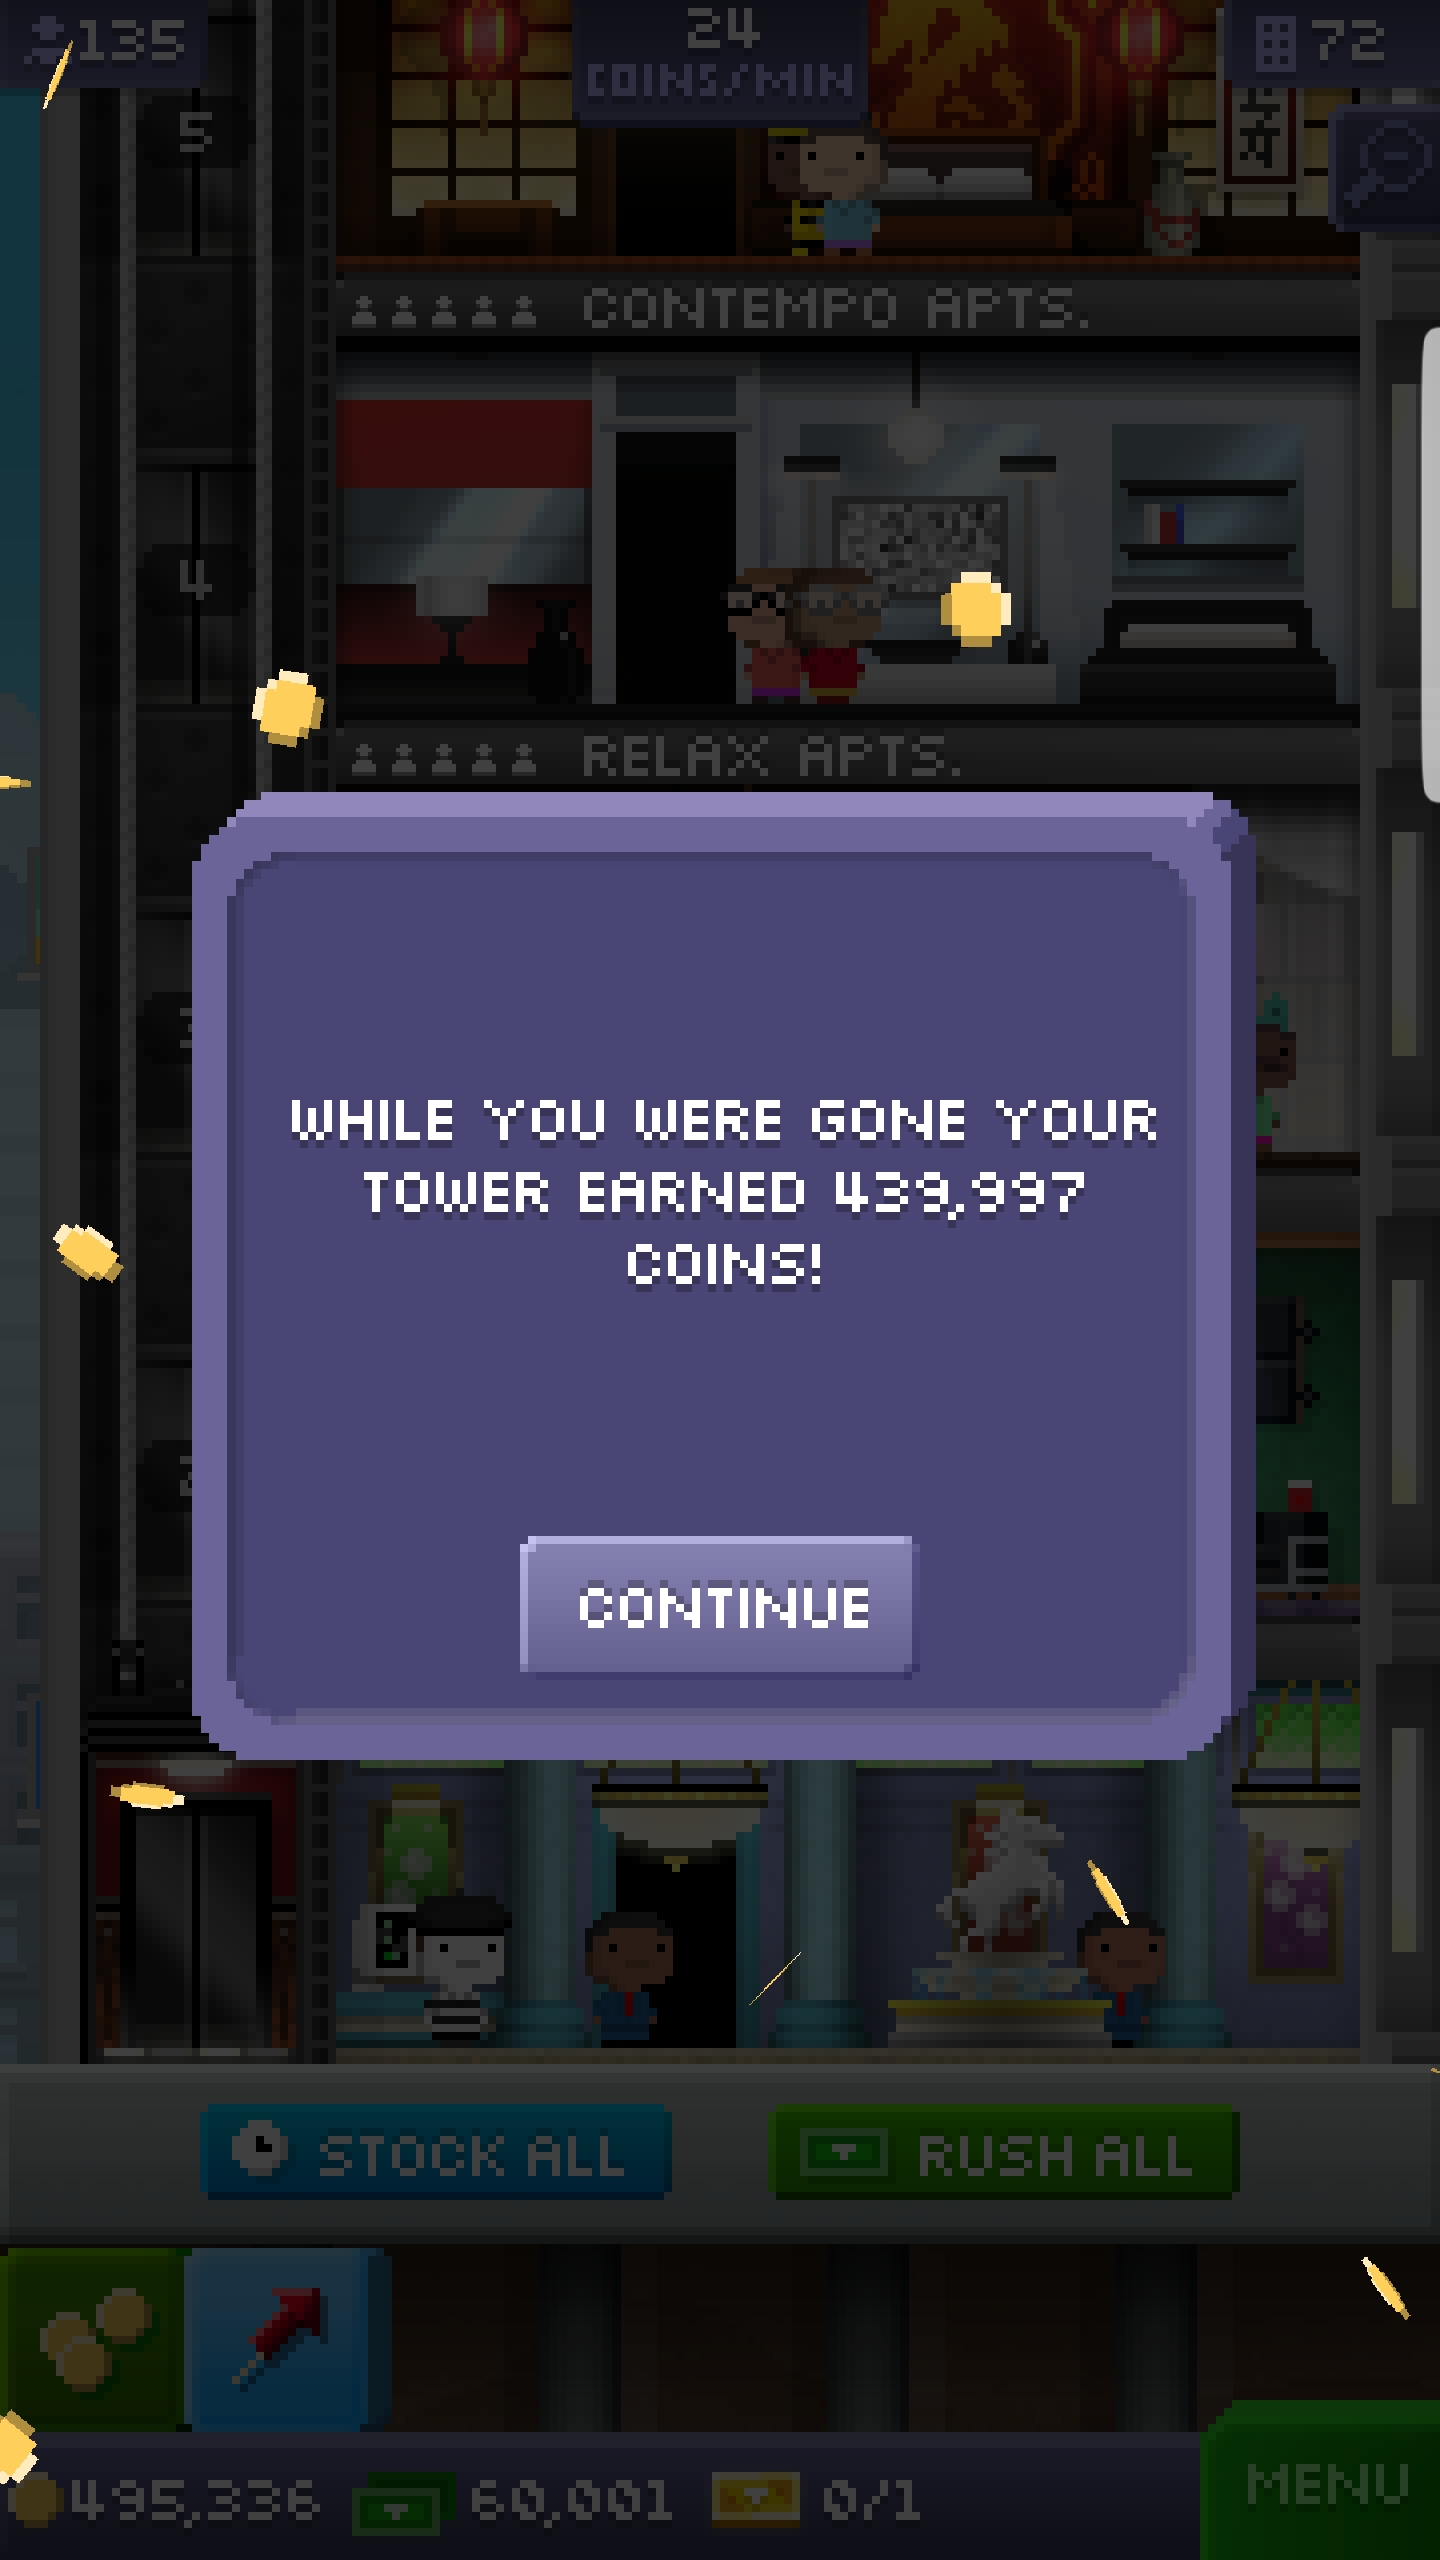 135
24
COINS/MIN
72
5
CONTEMPO APTS.
4
RELAX APTS.
WHILE YOU WERE GONE YOUR
TOWER EARNED 439,997
COINS!
CONTINUE
STOCK ALL
RUSH ALL
495,336
60,001
0/1
MENU